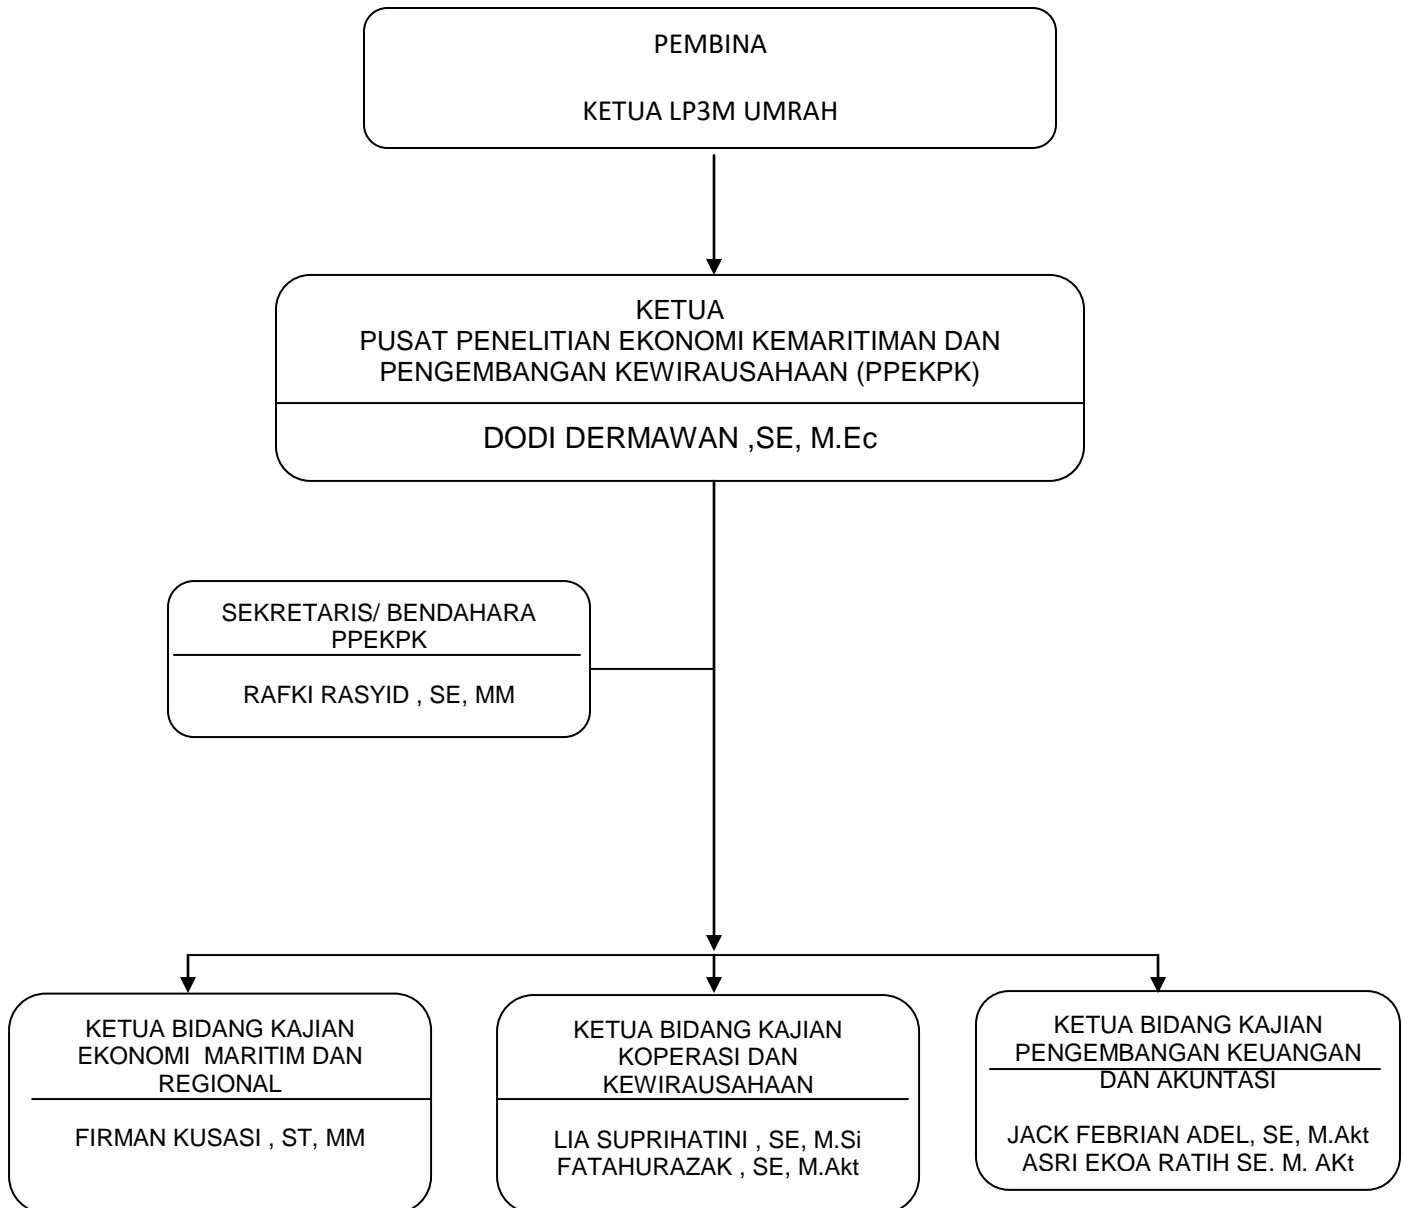 PEMBINA
KETUA LP3M UMRAH
KETUA
PUSAT PENELITIAN EKONOMI KEMARITIMAN DAN
PENGEMBANGAN KEWIRAUSAHAAN (PPEKPK)
DODI DERMAWAN ,SE, M.Ec
SEKRETARIS/ BENDAHARA
PPEKPK
RAFKI RASYID , SE, MM
KETUA BIDANG KAJIAN
EKONOMI  MARITIM DAN
REGIONAL
FIRMAN KUSASI , ST, MM
KETUA BIDANG KAJIAN
KOPERASI DAN
KEWIRAUSAHAAN
LIA SUPRIHATINI , SE, M.Si
FATAHURAZAK , SE, M.Akt
KETUA BIDANG KAJIAN
PENGEMBANGAN KEUANGAN
DAN AKUNTASI
JACK FEBRIAN ADEL, SE, M.Akt
ASRI EKOA RATIH SE. M. AKt